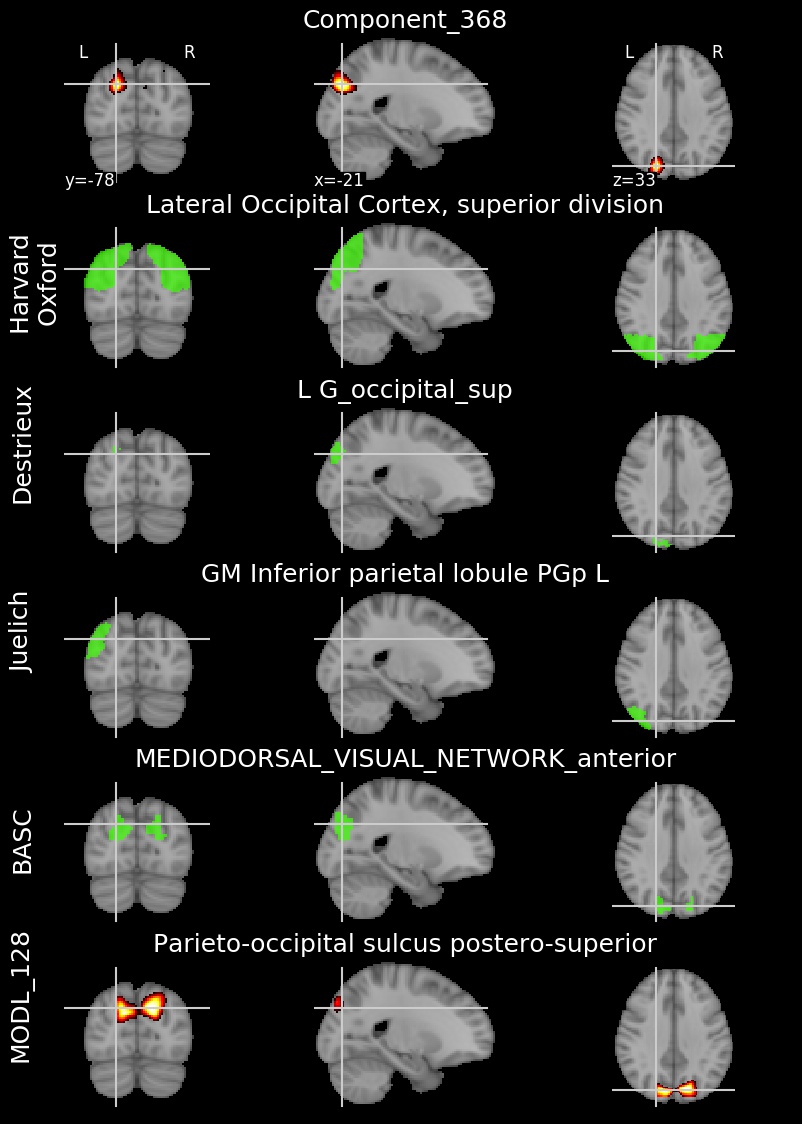 Component_368
L R L R
y=-78 x=-21 z=33
Lateral Occipital Cortex, superior division
Harvard
Oxford
L G_occipital_sup
Destrieux
GM Inferior parietal lobule PGp L
Juelich
MEDIODORSAL_VISUAL_NETWORK_anterior
BASC
Parieto-occipital sulcus postero-superior
MODL_128